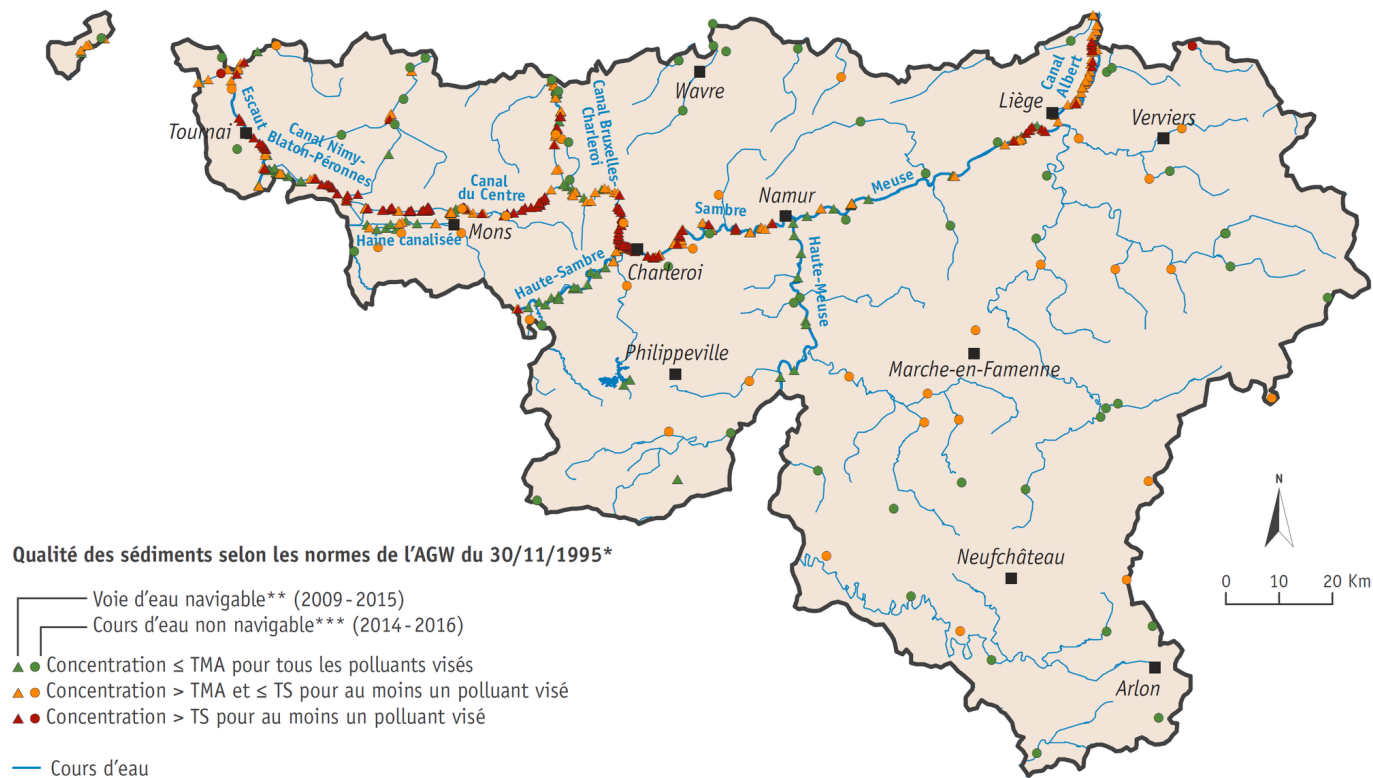 Wavre
Canal
Albert
Liège
Verviers
Escaut
Tournai
Canal Nimy-
Blaton-Péronnes
Canal Bruxelles-
Charleroi
Canal
du Centre
Mons
Haine canalisée
Sambre
Namur
Meuse
Charleroi
Haute-Sambre
Haute-Meuse
Philippeville
Marche-en-Famenne
Neufchâteau
Arlon
N
0 10 20 Km
Qualité des sédiments selon les normes de l'AGW du 30/11/1995*
Voie d'eau navigable** (2009-2015)
Cours d'eau non navigable*** (2014-2016)
Concentration ≤ TMA pour tous les polluants visés
Concentration > TMA et ≤ TS pour au moins un polluant visé
Concentration > TS pour au moins un polluant visé
Cours d'eau